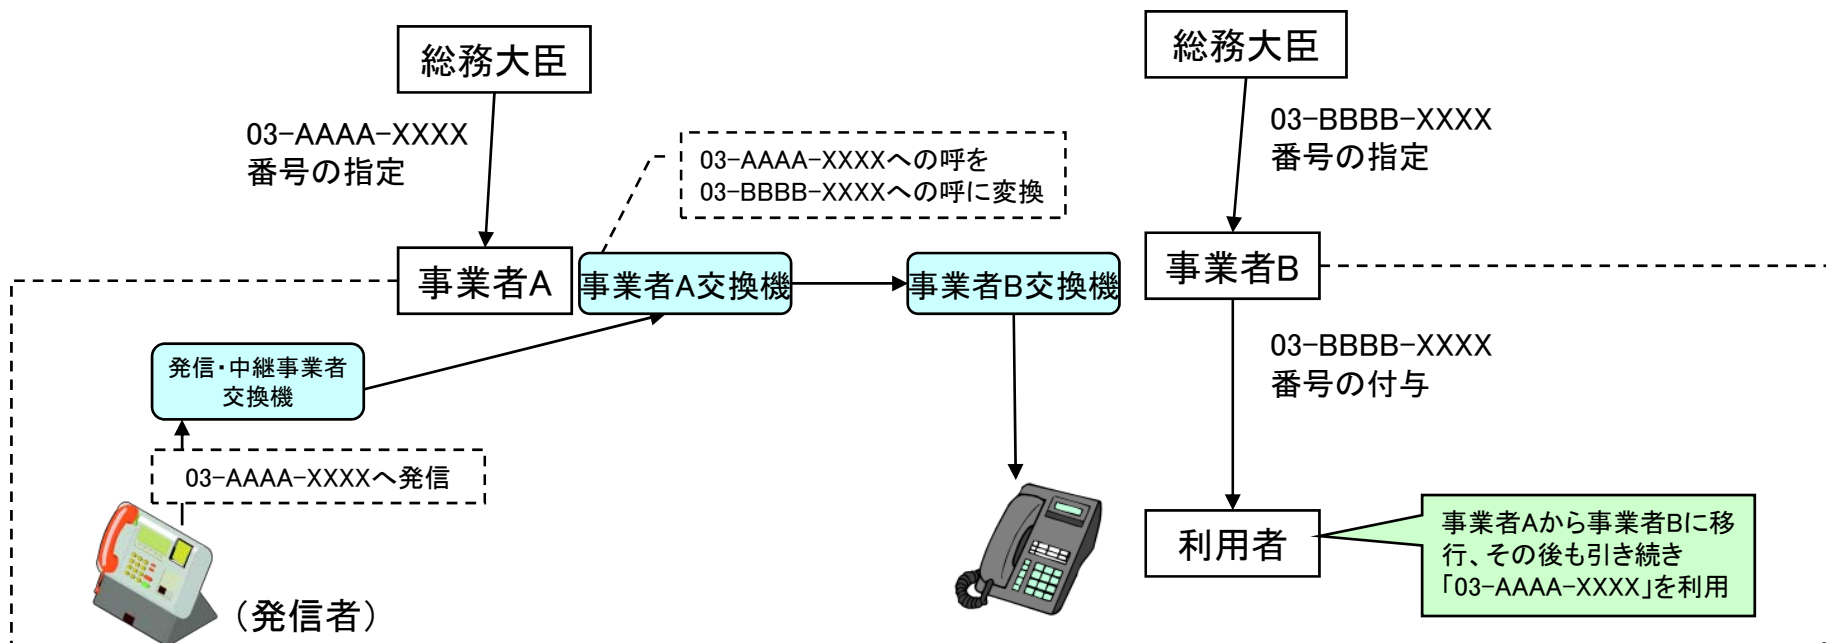 総務大臣
03-AAAA-XXXX
番号の指定
03-AAAA-XXXXへの呼を
03-BBBB-XXXXへの呼に変換
総務大臣
03-BBBB-XXXX
番号の指定
事業者A
事業者A交換機
事業者B交換機
事業者B
発信・中継事業者
交換機
03-AAAA-XXXXへ発信
(発信者)
03-BBBB-XXXX
番号の付与
利用者
事業者Aから事業者Bに移
行、その後も引き続き
「03-AAAA-XXXX」を利用